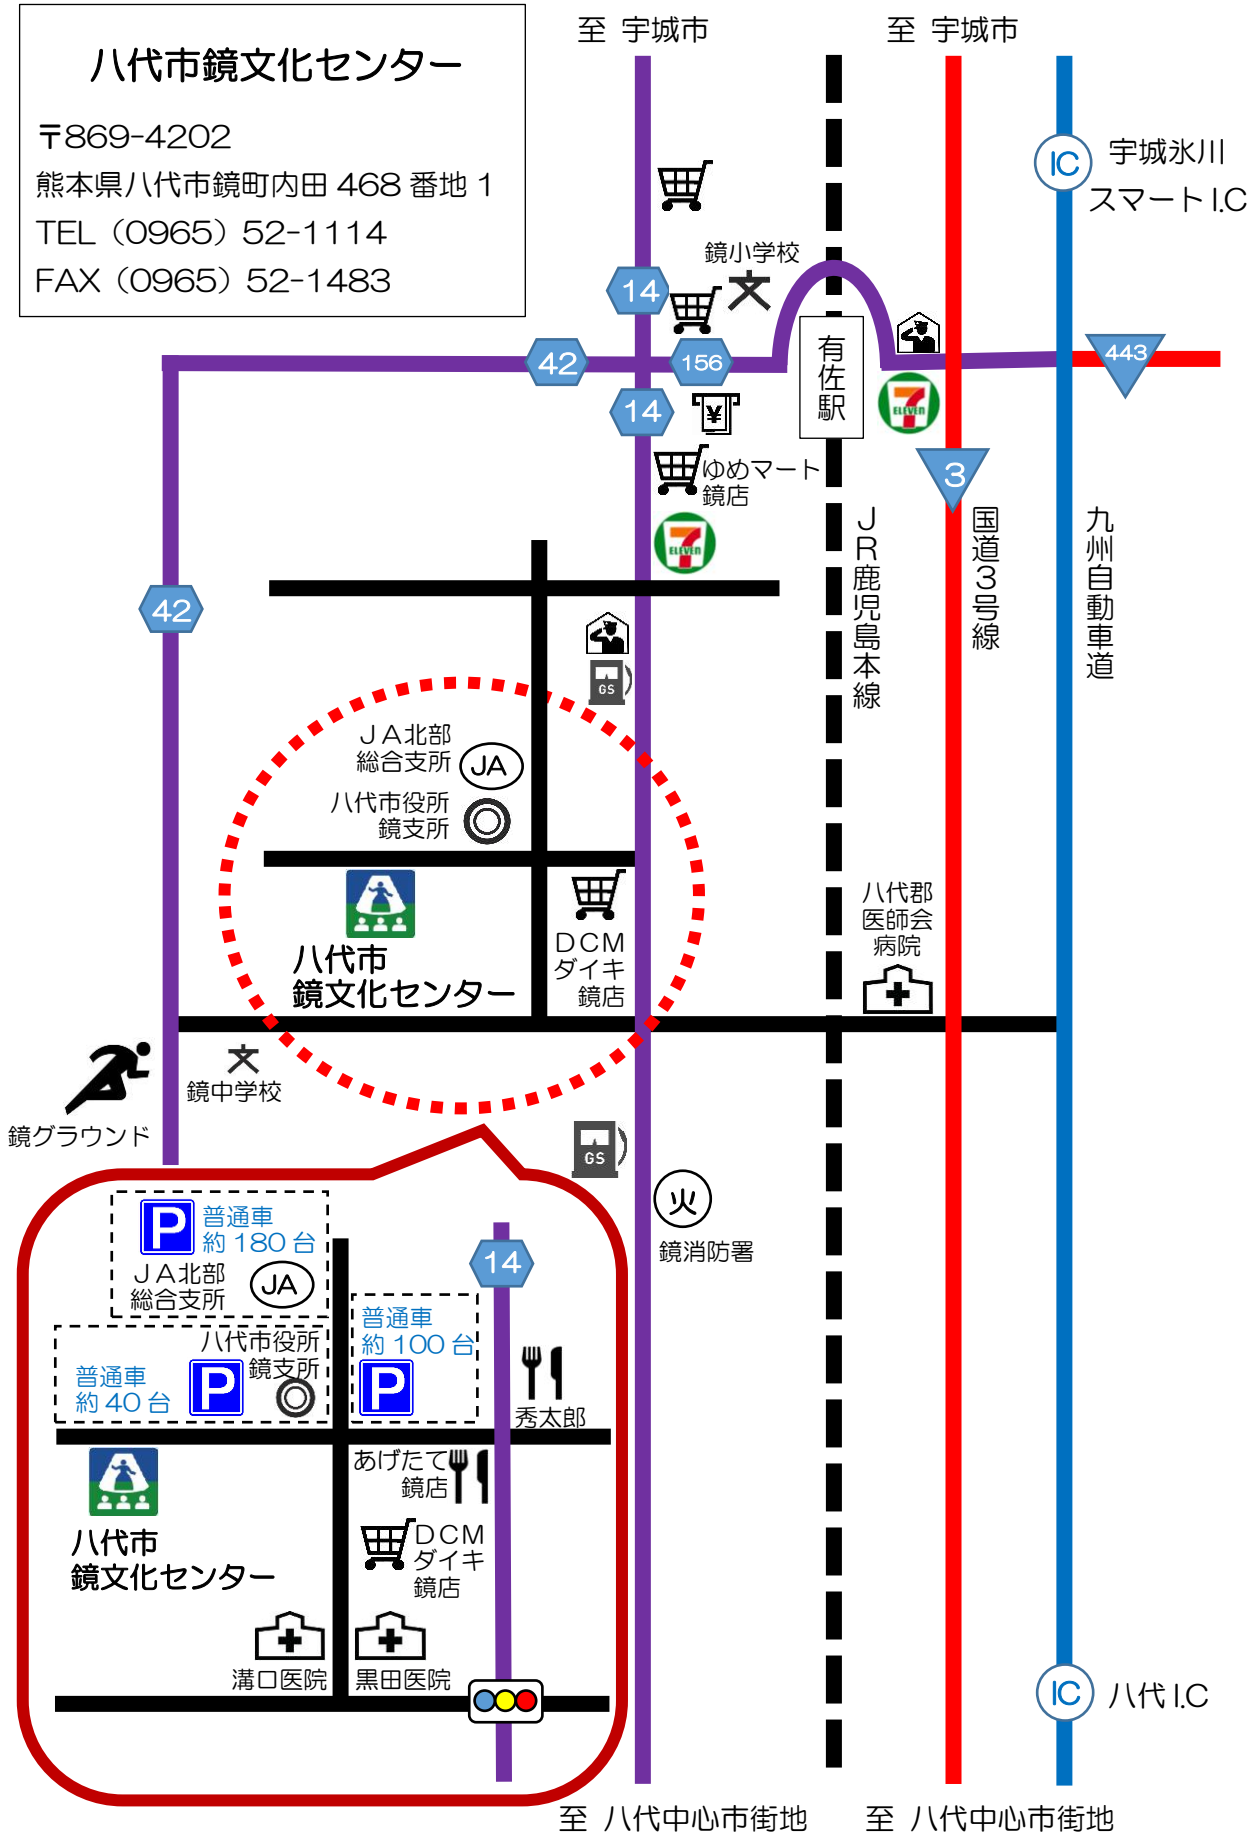 八代市鏡文化センター
〒869-4202
熊本県八代市鏡町内田 468 番地 1
TEL（0965）52-1114
FAX（0965）52-1483
至 宇城市
至 宇城市
IC
宇城氷川
スマート I.C
鏡小学校
文
14
42
156
有佐駅
443
14
¥
7
ELEVEN
ゆめマート
鏡店
3
7
ELEVEN
ＪＲ鹿児島本線
国道３号線
九州自動車道
42
GS
ＪＡ北部
総合支所
JA
八代市役所
鏡支所
八代市
鏡文化センター
ＤＣＭ
ダイキ
鏡店
八代郡
医師会
病院
文
鏡中学校
鏡グラウンド
GS
火
鏡消防署
P
普通車
約 180 台
ＪＡ北部
総合支所
JA
14
普通車
約 100 台
P
八代市役所
鏡支所
普通車
約 40 台
P
秀太郎
あげたて
鏡店
八代市
鏡文化センター
ＤＣＭ
ダイキ
鏡店
溝口医院
黒田医院
IC
八代 I.C
至 八代中心市街地
至 八代中心市街地